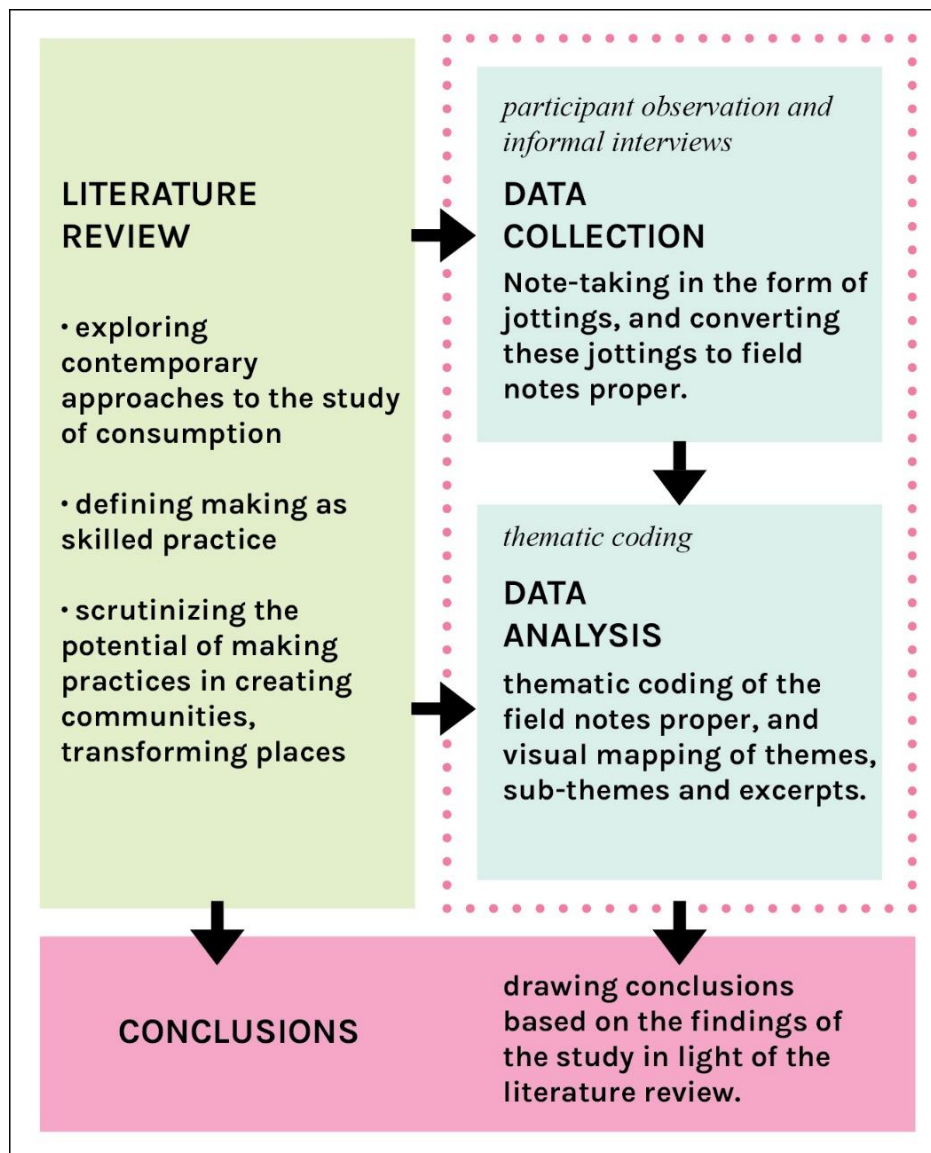 LITERATURE
REVIEW
• exploring
contemporary
approaches to the study
of consumption
• defining making as
skilled practice
• scrutinizing the
potential of making
practices in creating
communities,
transforming places
participant observation and
informal interviews
DATA
COLLECTION
Note-taking in the form of
jottings, and converting
these jottings to field
notes proper.
thematic coding
DATA
ANALYSIS
thematic coding of the
field notes proper, and
visual mapping of themes,
sub-themes and excerpts.
CONCLUSIONS
drawing conclusions
based on the findings of
the study in light of the
literature review.